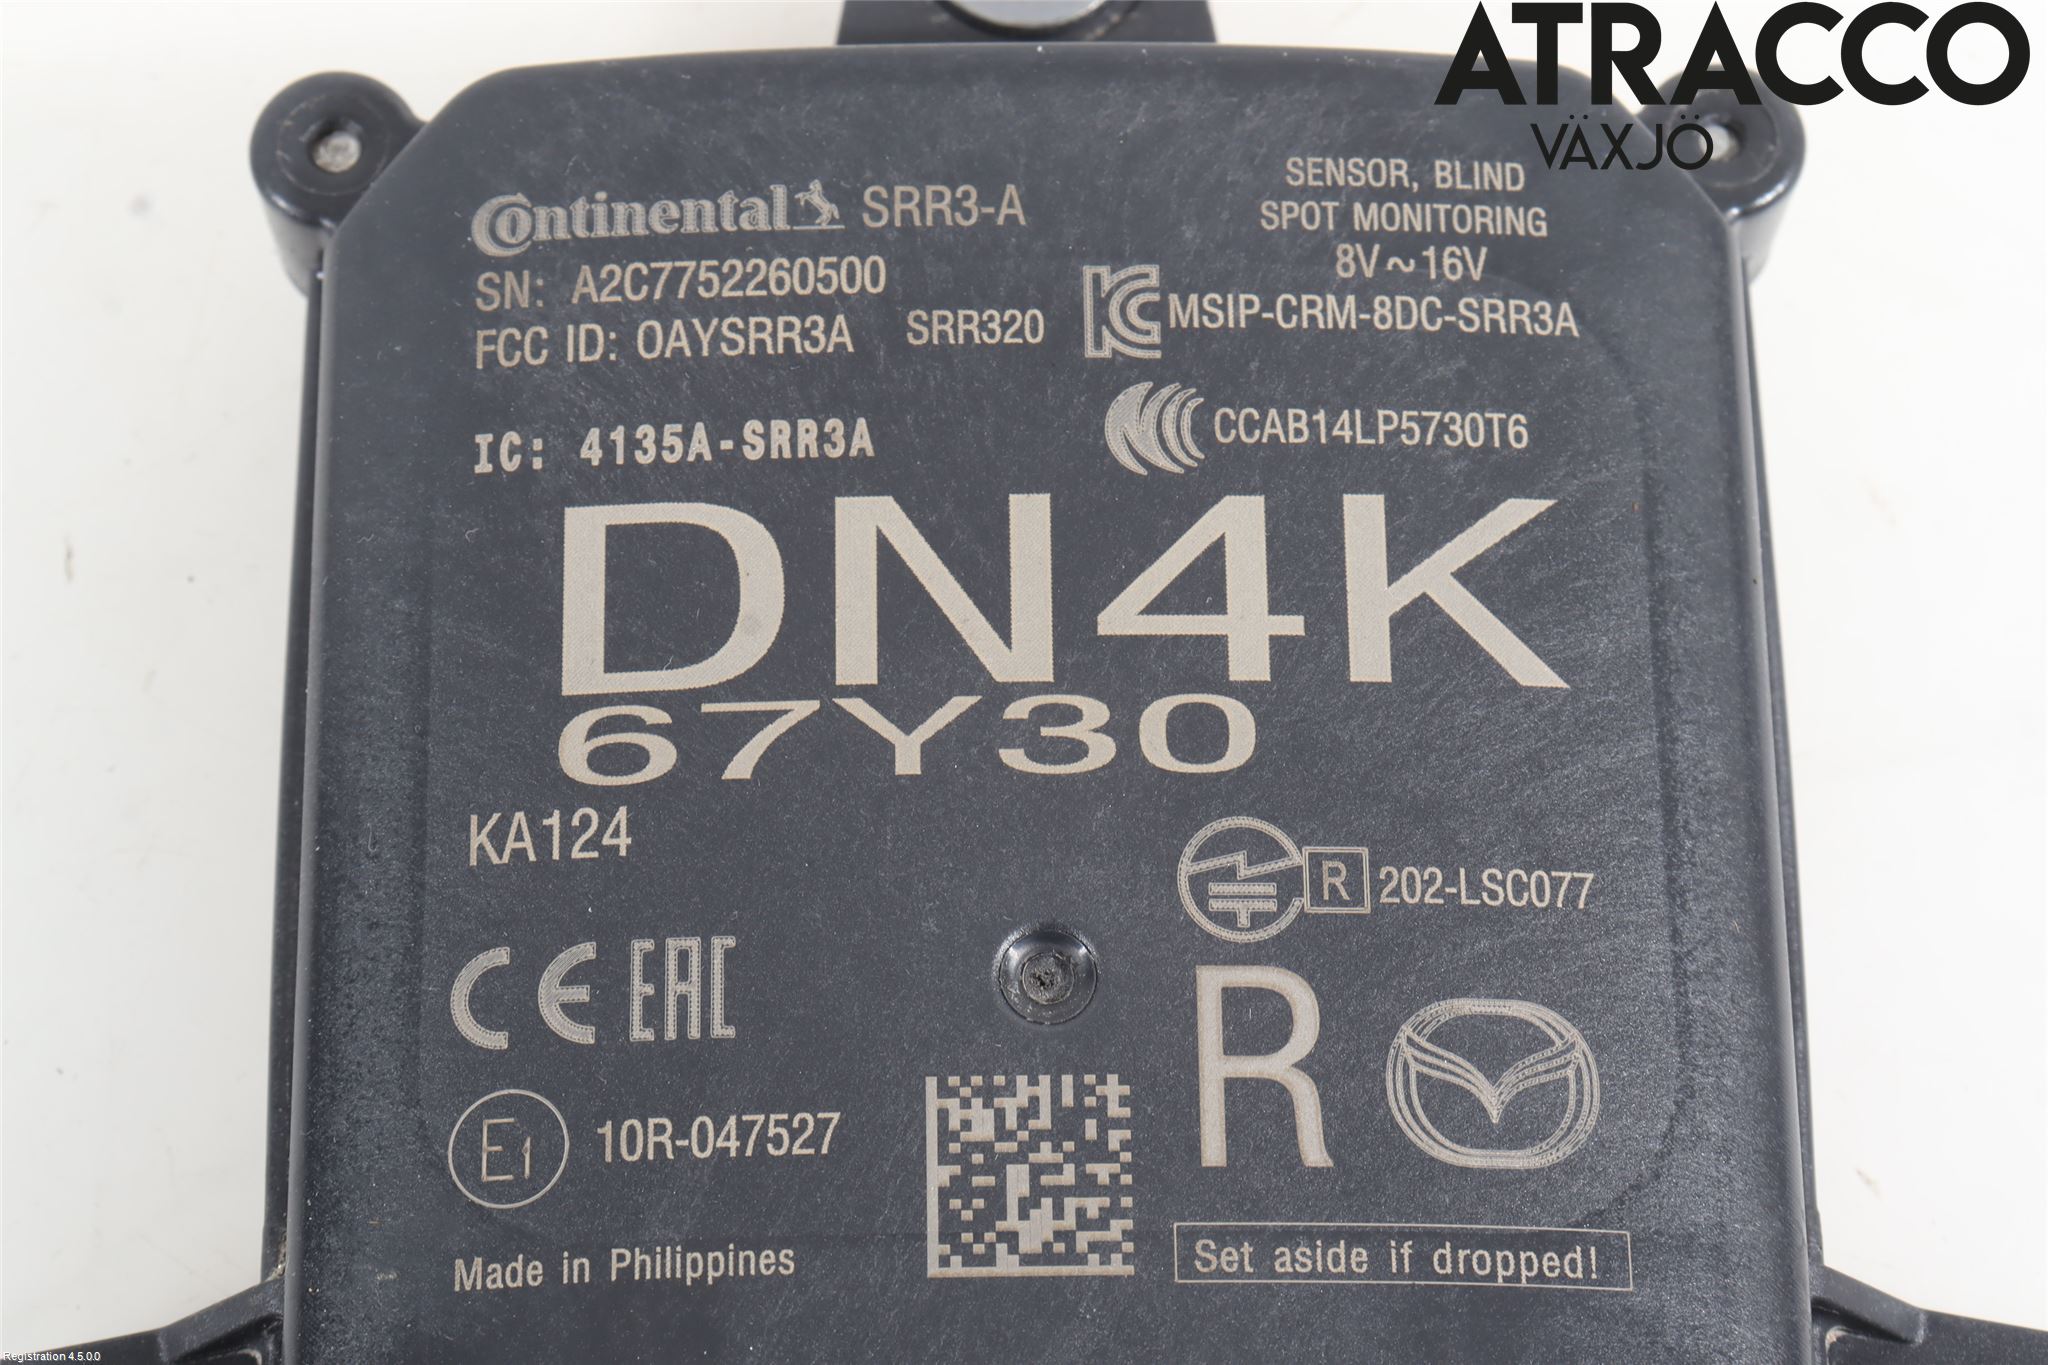 ATRACCO
VÄXJÖ
Continental SRR3-A
SN: A2C7752260500
FCC ID: OAYSRR3A SRR320
IC: 4135A-SRR3A
SENSOR, BLIND
SPOT MONITORING
8V~16V
KC MSIP-CRM-8DC-SRR3A
CCAB14LP5730T6
DN4K
67Y30
KA124
R 202-LSC077
CE EAC
R
E1 10R-047527
Made in Philippines
Set aside if dropped!
Registration 4.5.0.0